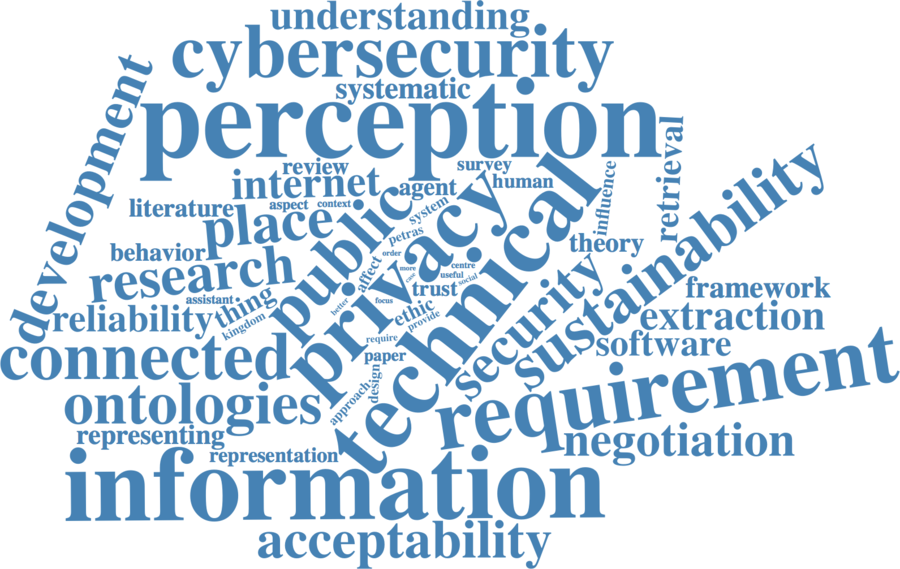 understanding
cybersecurity
systematic
perception
development
retrieval
review
survey
internet
agent
human
influence
literature
aspect
context
place
public
privacy
technical
system
petras
sustainability
behavior
order
theory
research
affect
more
case
centre
useful
social
trust
security
framework
assistant
thing
kingdom
better
focus
reliability
ethic
provide
extraction
software
connected
require
paper
requirement
ontologies
design
approach
negotiation
representing
representation
information
acceptability